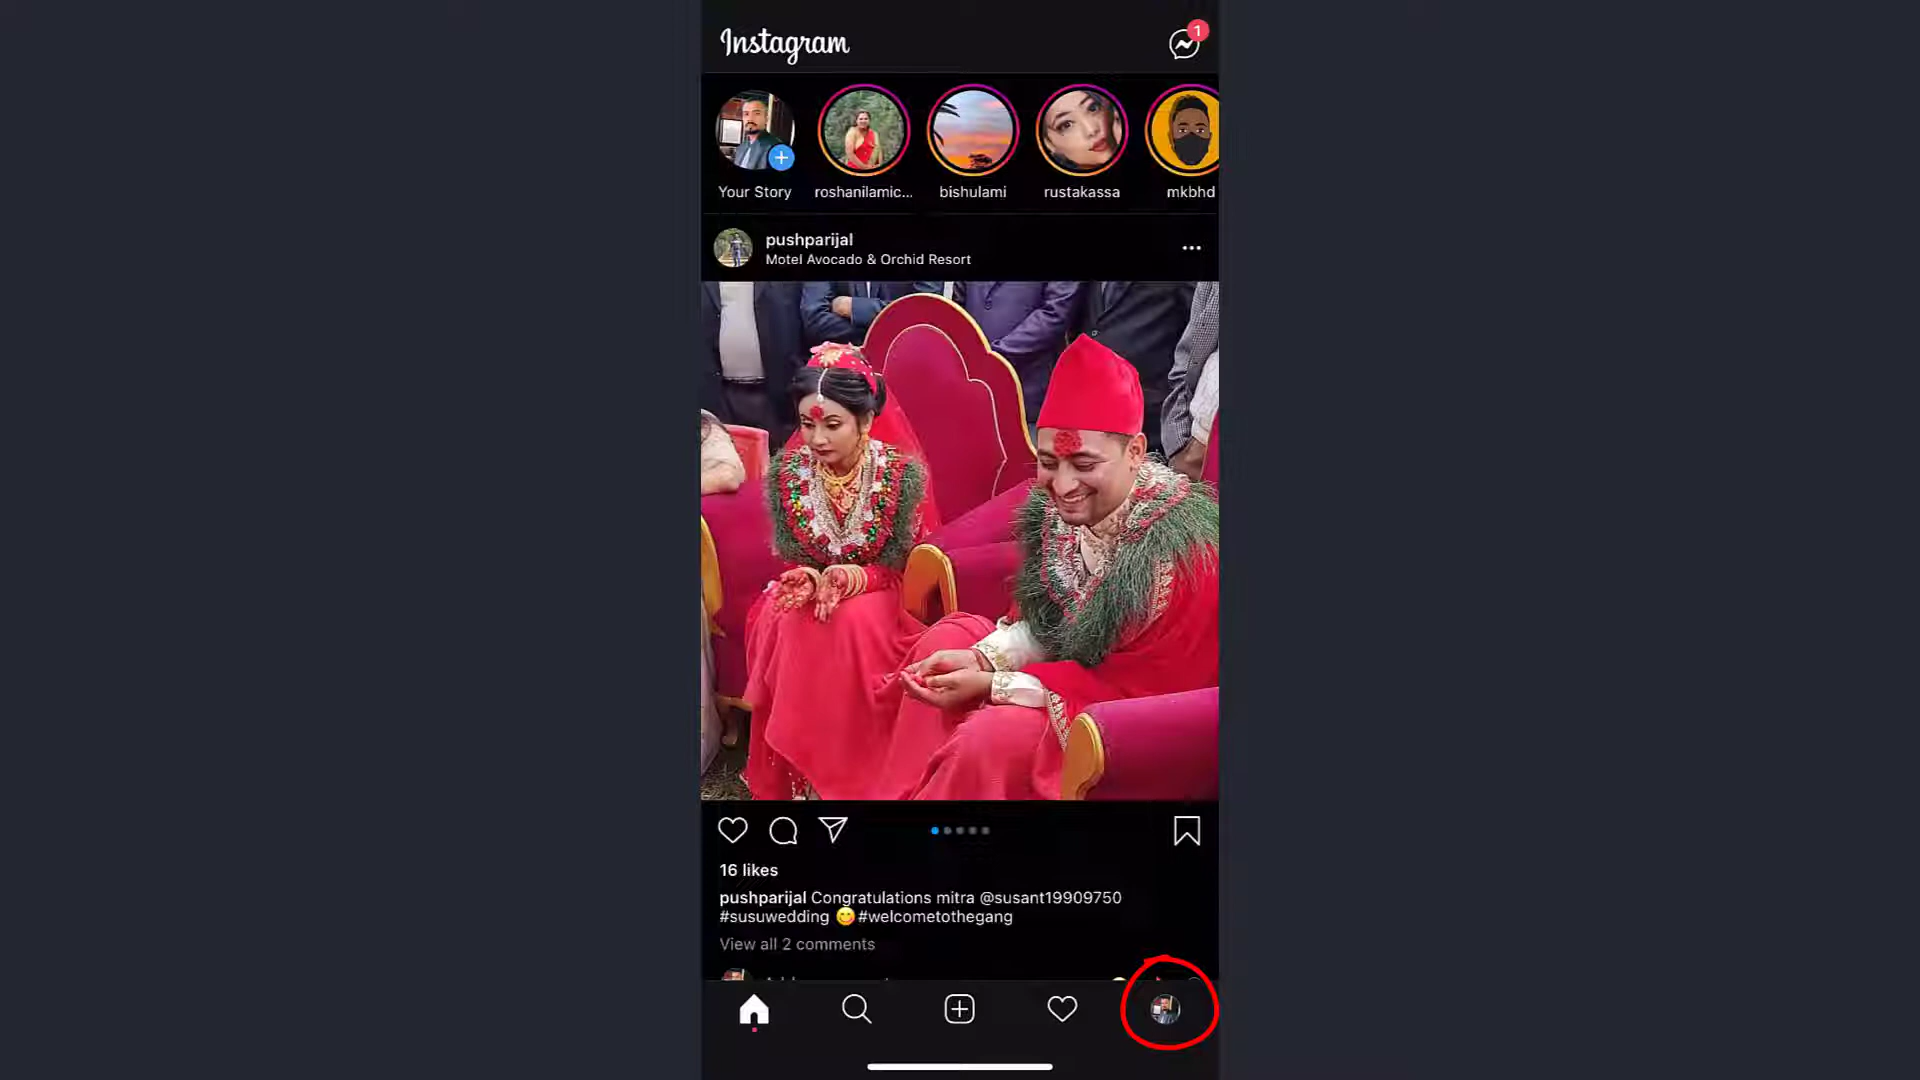 Instagram
1
Your Story
roshanilamic...
bishulami
rustakassa
mkbhd
pushparijal
Motel Avocado & Orchid Resort
16 likes
pushparijal Congratulations mitra @susant19909750
#susuwedding 😋 #welcometothegang
View all 2 comments